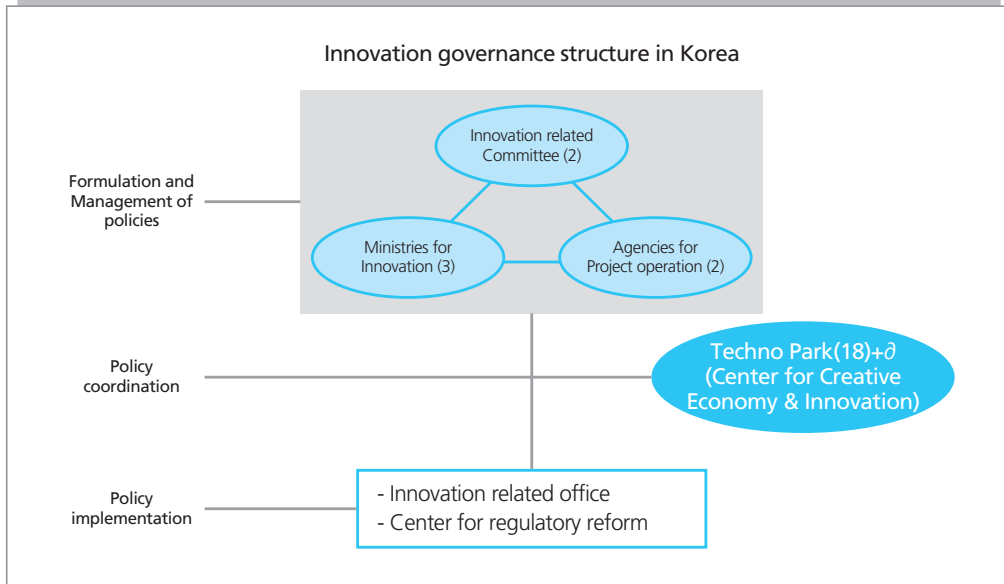 Innovation governance structure in Korea
Innovation related
Committee (2)
Formulation and
Management of
policies
Ministries for
Innovation (3)
Agencies for
Project operation (2)
Policy
coordination
Techno Park(18)+∂
(Center for Creative
Economy & Innovation)
Policy
implementation
- Innovation related office
- Center for regulatory reform